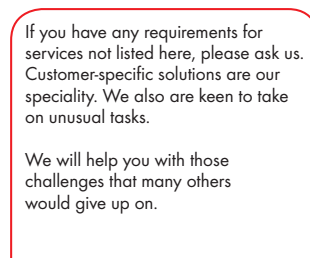 If you have any requirements for
services not listed here, please ask us.
Customer-specific solutions are our
speciality. We also are keen to take
on unusual tasks.
We will help you with those
challenges that many others
would give up on.